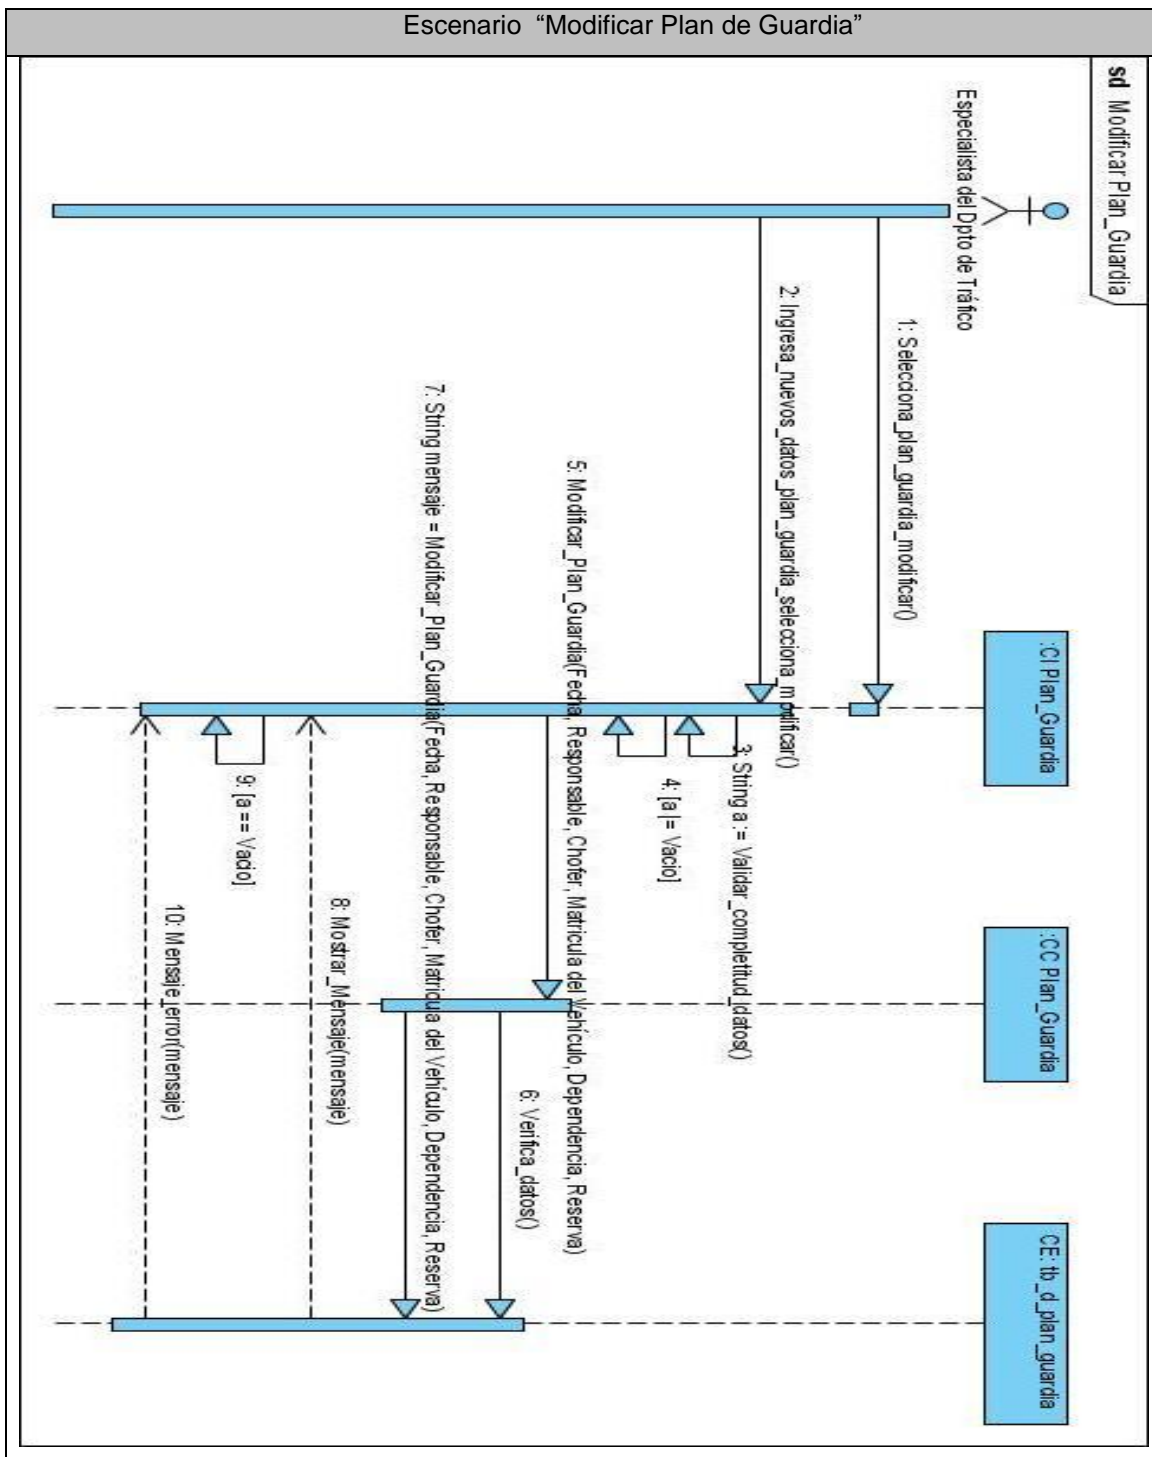 Escenario “Modificar Plan de Guardia”
sd Modificar Plan_Guardia
Especialista del Dpto de Tráfico
:CI Plan_Guardia
:CC Plan_Guardia
CE: tb_d_plan_guardia
1: Selecciona_plan_guardia_modificar()
2: Ingresa_nuevos_datos_plan_guardia_selecciona_modificar()
3: String a := Validar_completitud_datos()
4: [a != Vacio]
5: Modificar_Plan_Guardia(Fecha, Responsable, Chofer, Matricula del Vehículo, Dependencia, Reserva)
6: Verifica_datos()
7: String mensaje = Modificar_Plan_Guardia(Fecha, Responsable, Chofer, Matricula del Vehículo, Dependencia, Reserva)
8: Mostrar_Mensaje(mensaje)
9: [a == Vacio]
10: Mensaje_error(mensaje)